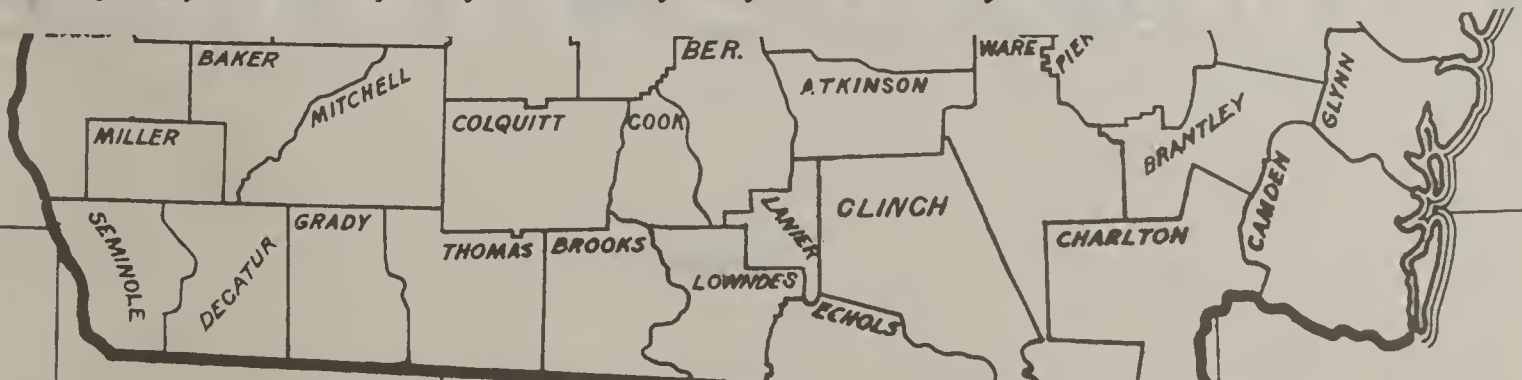 BAKER
MITCHELL
MILLER
COLQUITT
COOK
BER.
ATKINSON
WARE
BRANTLEY
GLYNN
SEMINOLE
DECATUR
GRADY
THOMAS
BROOKS
LOWNDES
LANIER
ECHOLS
CLINCH
CHARLTON
CAMDEN